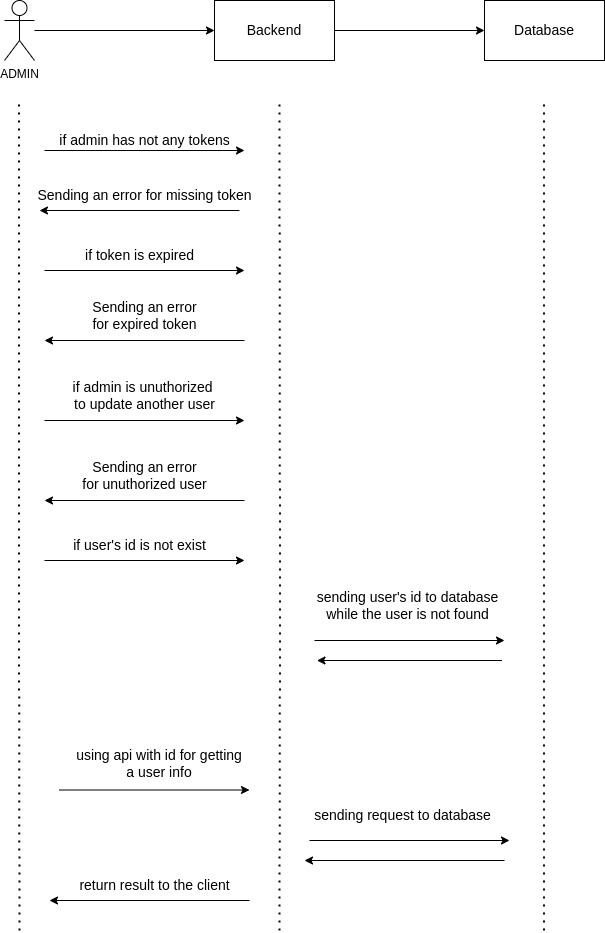 Backend
Database
ADMIN
if admin has not any tokens
Sending an error for missing token
if token is expired
Sending an error
for expired token
if admin is unuthorized
to update another user
Sending an error
for unuthorized user
if user's id is not exist
sending user's id to database
while the user is not found
using api with id for getting
a user info
sending request to database
return result to the client